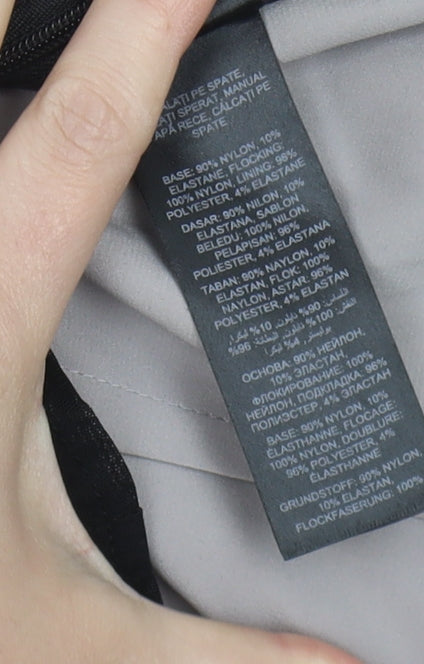 CĂLCAȚI PE SPATE,
SPĂLAȚI SPERAT, MANUAL
APĂ RECE, CĂLCAȚI PE
SPATE
BASE: 90% NYLON, 10%
ELASTANE, FLOCKING:
100% NYLON, LINING: 96%
POLYESTER, 4% ELASTANE
DASAR: 90% NILON, 10%
ELASTANA, SABLON
BELEDU: 100% NILON.
PELAPISAN: 96%
POLIESTER, 4% ELASTANA
TABAN: 90% NAYLON, 10%
ELASTAN, FLOK: 100%
NAYLON, ASTAR: 96%
POLYESTER, 4% ELASTAN
ОСНОВА: 90% НЕЙЛОН,
10% ЭЛАСТАН,
ФЛОКИРОВАНИЕ: 100%
НЕЙЛОН, ПОДКЛАДКА: 96%
ПОЛИЭСТЕР, 4% ЭЛАСТАН
BASE: 90% NYLON, 10%
ÉLASTHANNE, FLOCAGE:
100% NYLON, DOUBLURE:
96% POLYESTER, 4%
ÉLASTHANNE
GRUNDSTOFF: 90% NYLON,
10% ELASTAN,
FLOCKFASERUNG: 100%